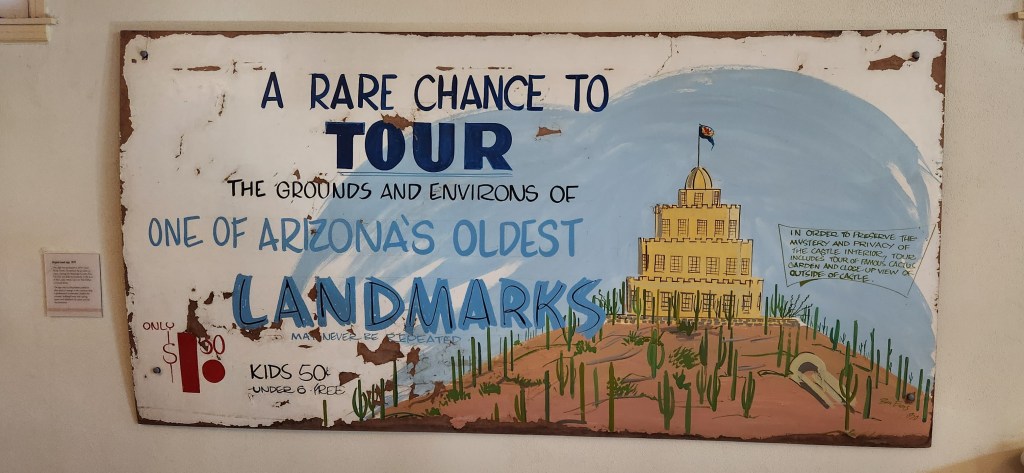 A RARE CHANCE TO
TOUR
THE GROUNDS AND ENVIRONS OF
ONE OF ARIZONA'S OLDEST
LANDMARKS
MAY NEVER BE REPEATED
ONLY
$1.50
KIDS 50¢
UNDER 6 FREE
IN ORDER TO PRESERVE THE
MYSTERY AND PRIVACY OF
THE CASTLE INTERIOR, TOUR
INCLUDES TOUR OF FAMOUS CACTUS
GARDEN AND CLOSE-UP VIEW OF
OUTSIDE OF CASTLE.